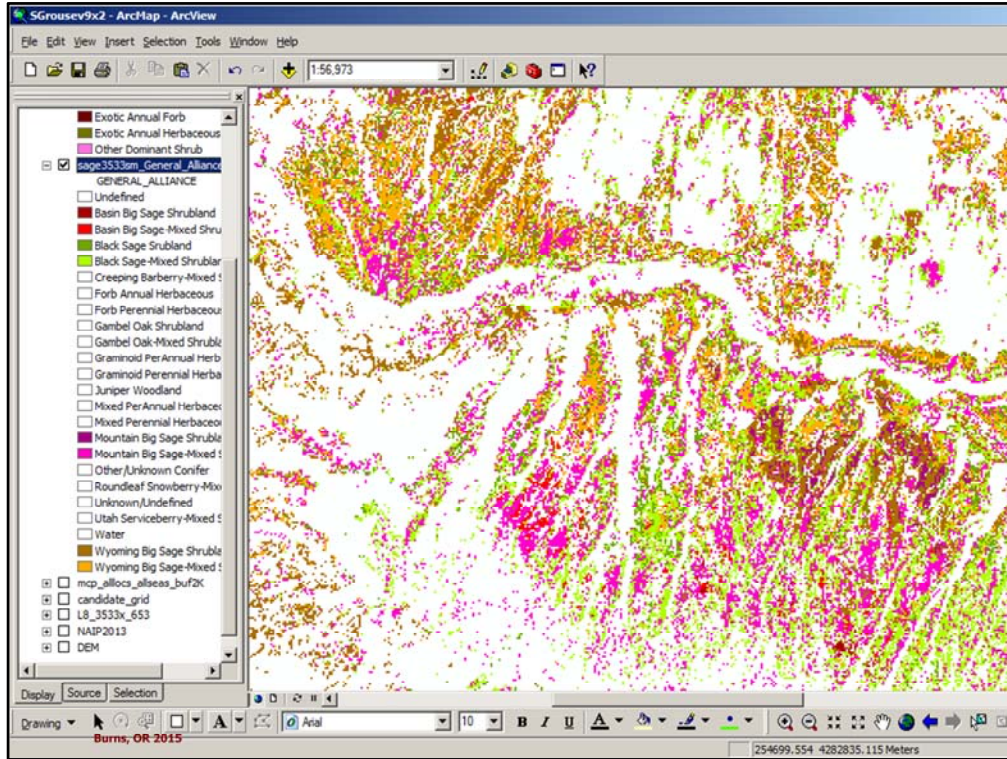 SGrousev9x2 - ArcMap - ArcView
File Edit View Insert Selection Tools Window Help
1:56,973
Exotic Annual Forb
Exotic Annual Herbaceous
Other Dominant Shrub
sage3533sm_General_Alliance
GENERAL_ALLIANCE
Undefined
Basin Big Sage Shrubland
Basin Big Sage-Mixed Shru
Black Sage Srubland
Black Sage-Mixed Shrublar
Creeping Barberry-Mixed S
Forb Annual Herbaceous
Forb Perennial Herbaceous
Gambel Oak Shrubland
Gambel Oak-Mixed Shrubla
Graminoid PerAnnual Herb
Graminoid Perennial Herba
Juniper Woodland
Mixed PerAnnual Herbaceo
Mixed Perennial Herbaceou
Mountain Big Sage Shrubla
Mountain Big Sage-Mixed S
Other/Unknown Conifer
Roundleaf Snowberry-Mix
Unknown/Undefined
Utah Serviceberry-Mixed S
Water
Wyoming Big Sage Shrubla
Wyoming Big Sage-Mixed S
mcp_alllocs_allseas_buf2K
candidate_grid
L8_3533x_653
NAIP2013
DEM
Display Source Selection
Drawing A Arial 10 B I U A
Burns, OR 2015
254699.554 4282835.115 Meters